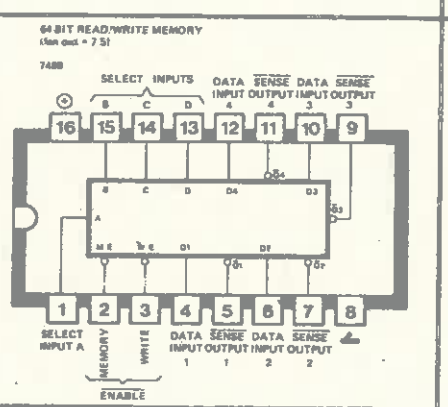 64-BIT READ/WRITE MEMORY
(fan out = 7.5)
7489
SELECT INPUTS
DATA SENSE DATA SENSE
INPUT OUTPUT INPUT OUTPUT
B C D 4 4 3 3
16 15 14 13 12 11 10 9
B C D D4 D3
A
ME WE D1 D2
1 2 3 4 5 6 7 8
SELECT INPUT A
MEMORY
WRITE
ENABLE
DATA SENSE DATA SENSE
INPUT OUTPUT INPUT OUTPUT
1 1 2 2